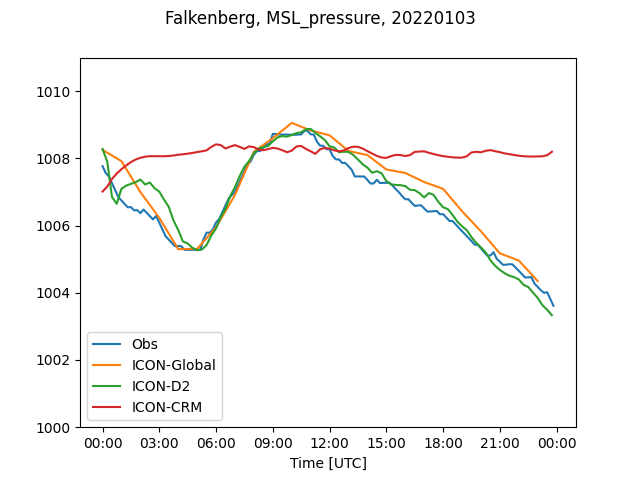 Falkenberg, MSL_pressure, 20220103
1010
1008
1006
1004
1002
1000
Obs
ICON-Global
ICON-D2
ICON-CRM
00:00 03:00 06:00 09:00 12:00 15:00 18:00 21:00 00:00
Time [UTC]